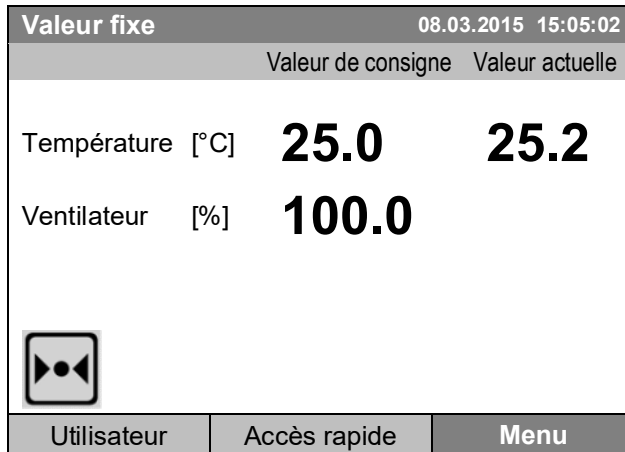 Valeur fixe 08.03.2015 15:05:02
Valeur de consigne Valeur actuelle
Température [°C] 25.0 25.2
Ventilateur [%] 100.0
Utilisateur Accès rapide Menu